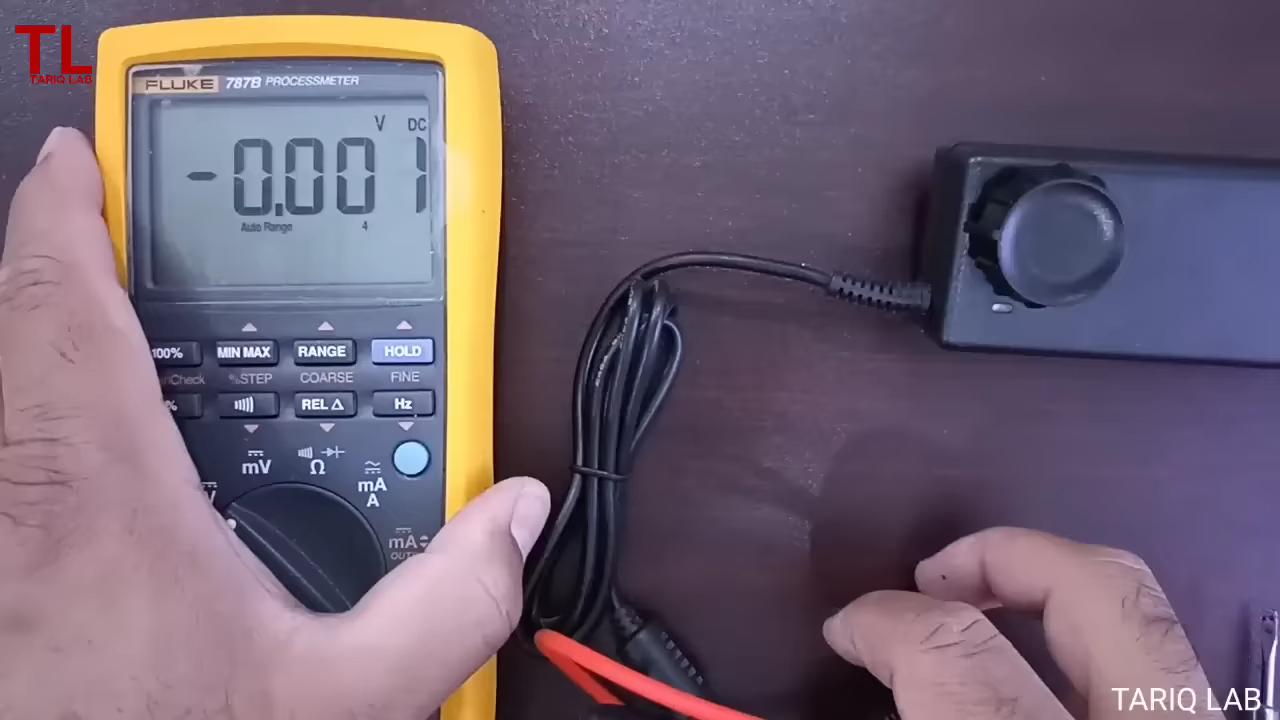 TL
TARIQ LAB
FLUKE 787B PROCESSMETER
V DC
-0.001
Auto Range 4
100% MIN MAX RANGE HOLD
%STEP COARSE FINE
% REL Δ Hz
mV Ω mA
A
V mA
TARIQ LAB